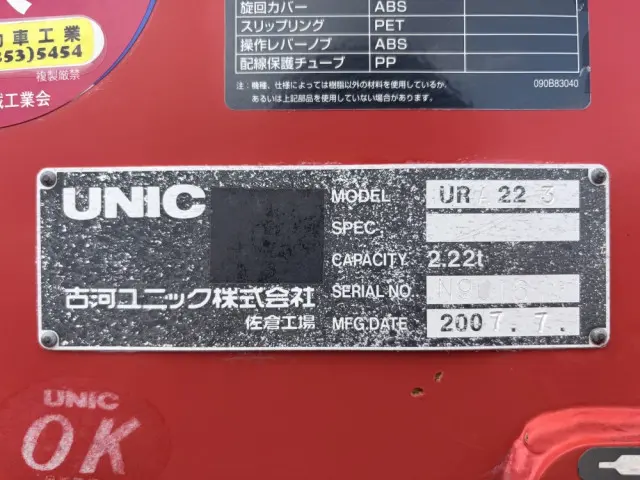 旋回カバー ABS
スリップリング PET
操作レバーノブ ABS
配線保護チューブ PP
注:機種、仕様によっては樹脂以外の材料を使用しているか、
あるいは上記部品を使用していない場合があります。
090B83040
車工業
253)5454
複製厳禁
工業会
UNIC
MODEL UR 22 3
SPEC.
CAPACITY 2.22t
古河ユニック株式会社
SERIAL NO.
佐倉工場
MFG.DATE 2007.7.
UNIC
OK